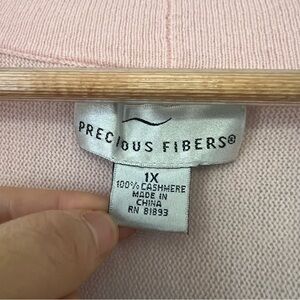 PRECIOUS FIBERS®
1X
100% CASHMERE
MADE IN
CHINA
RN 81893